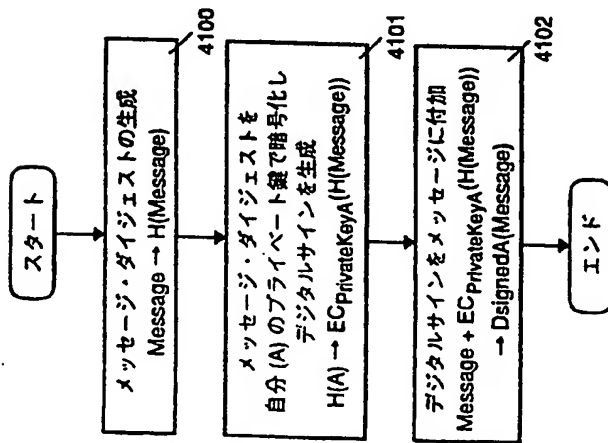 スタート
メッセージ・ダイジェストの生成
Message → H(Message)
4100
メッセージ・ダイジェストを
自分(A)のプライベート鍵で暗号化し
デジタルサインを生成
H(A) → ECPrivateKeyA(H(Message))
4101
デジタルサインをメッセージに付加
Message + ECPrivateKeyA(H(Message))
→ DsignedA(Message)
4102
エンド